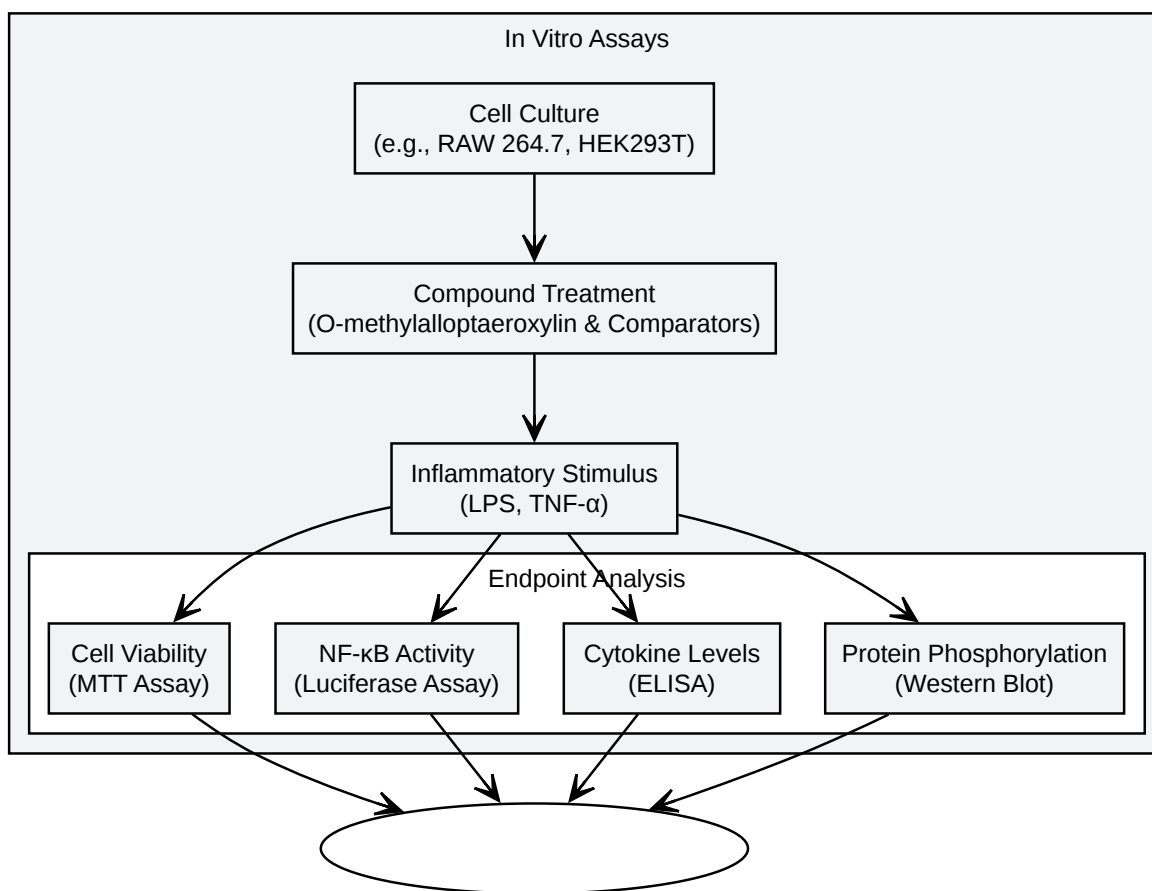 In Vitro Assays
Cell Culture
(e.g., RAW 264.7, HEK293T)
Compound Treatment
(O-methylalloptaeroxylin & Comparators)
Inflammatory Stimulus
(LPS, TNF-α)
Endpoint Analysis
Cell Viability
(MTT Assay)
NF-κB Activity
(Luciferase Assay)
Cytokine Levels
(ELISA)
Protein Phosphorylation
(Western Blot)